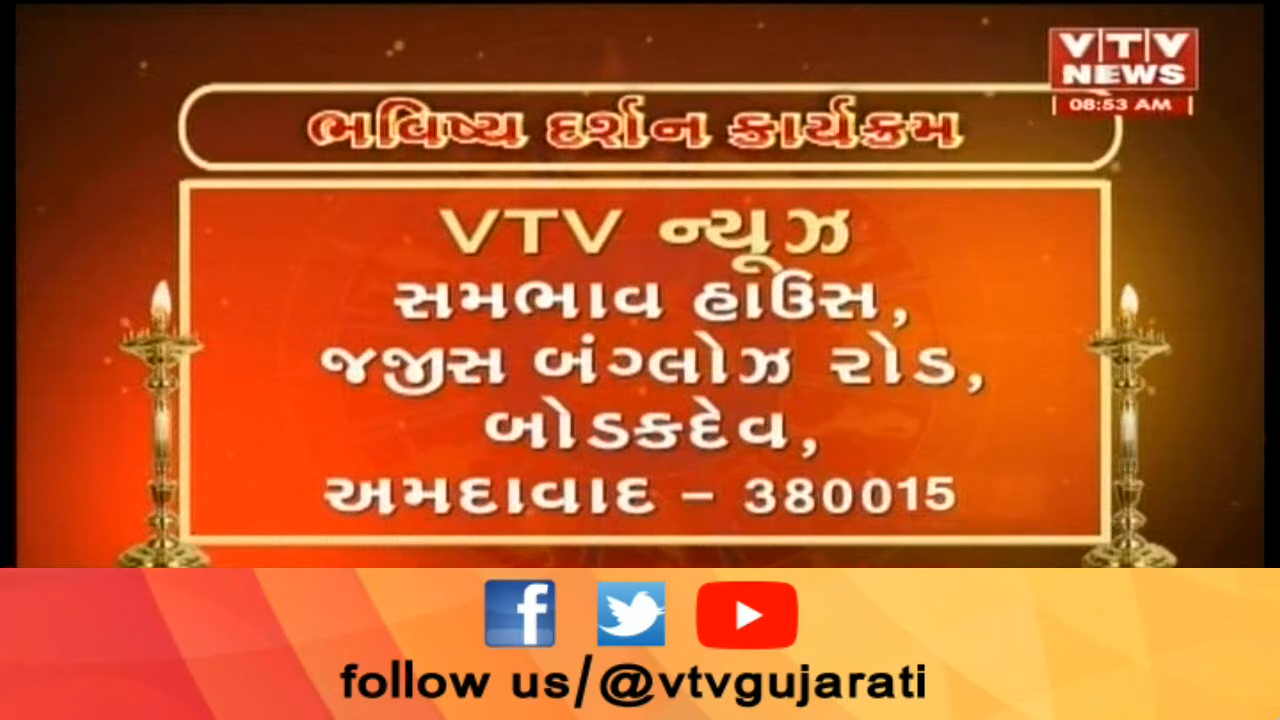 VTV
NEWS
08:53 AM
ભવિષ્ય દર્શન કાર્યક્રમ
VTV ન્યૂઝ
સમભાવ હાઉસ,
જજીસ બંગ્લોઝ રોડ,
બોડકદેવ,
અમદાવાદ – 380015
follow us/@vtvgujarati